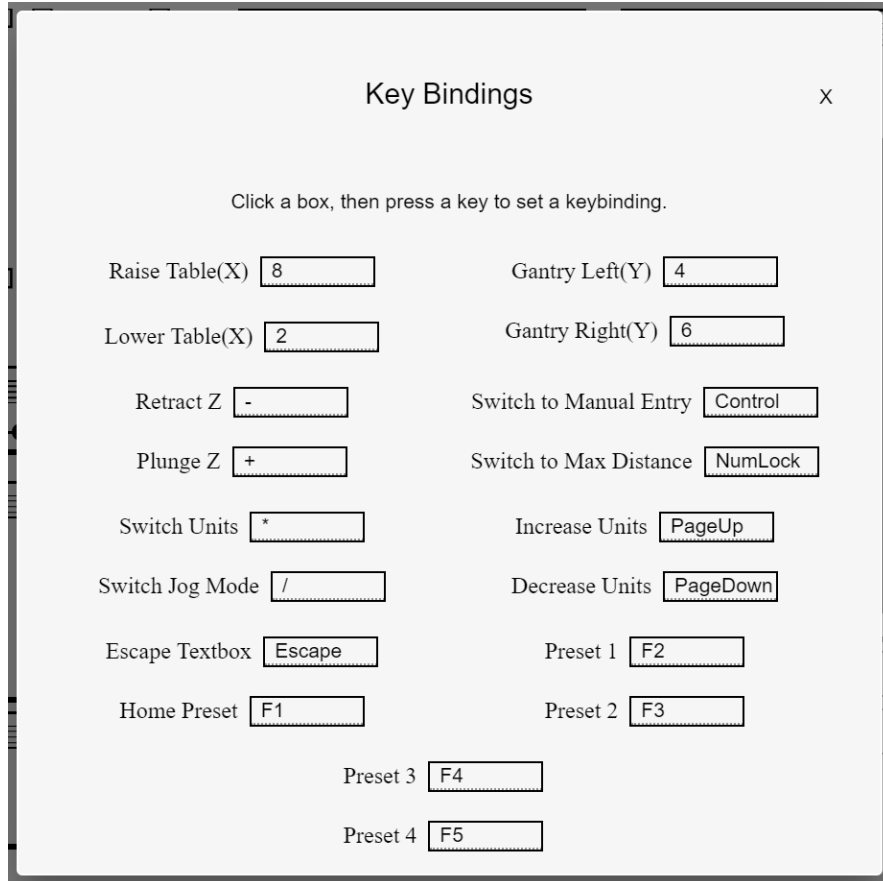 Key Bindings
X
Click a box, then press a key to set a keybinding.
Raise Table(X) 8 Gantry Left(Y) 4
Lower Table(X) 2 Gantry Right(Y) 6
Retract Z - Switch to Manual Entry Control
Plunge Z + Switch to Max Distance NumLock
Switch Units * Increase Units PageUp
Switch Jog Mode / Decrease Units PageDown
Escape Textbox Escape Preset 1 F2
Home Preset F1 Preset 2 F3
Preset 3 F4
Preset 4 F5